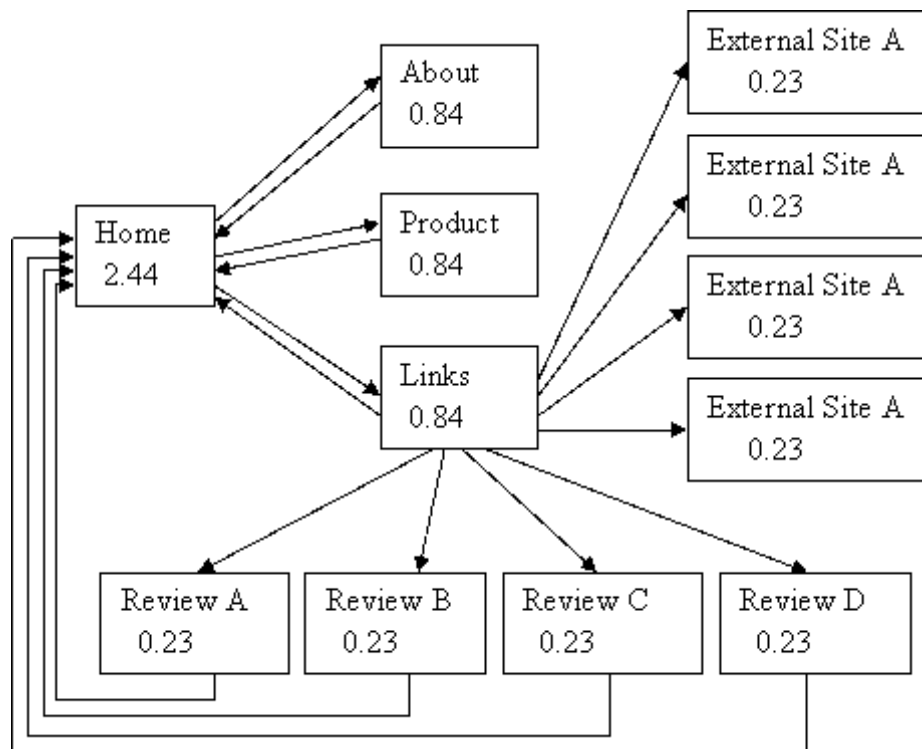 External Site A
0.23
About
0.84
External Site A
0.23
Product
0.84
Home
2.44
External Site A
0.23
Links
0.84
External Site A
0.23
Review A
0.23
Review B
0.23
Review C
0.23
Review D
0.23